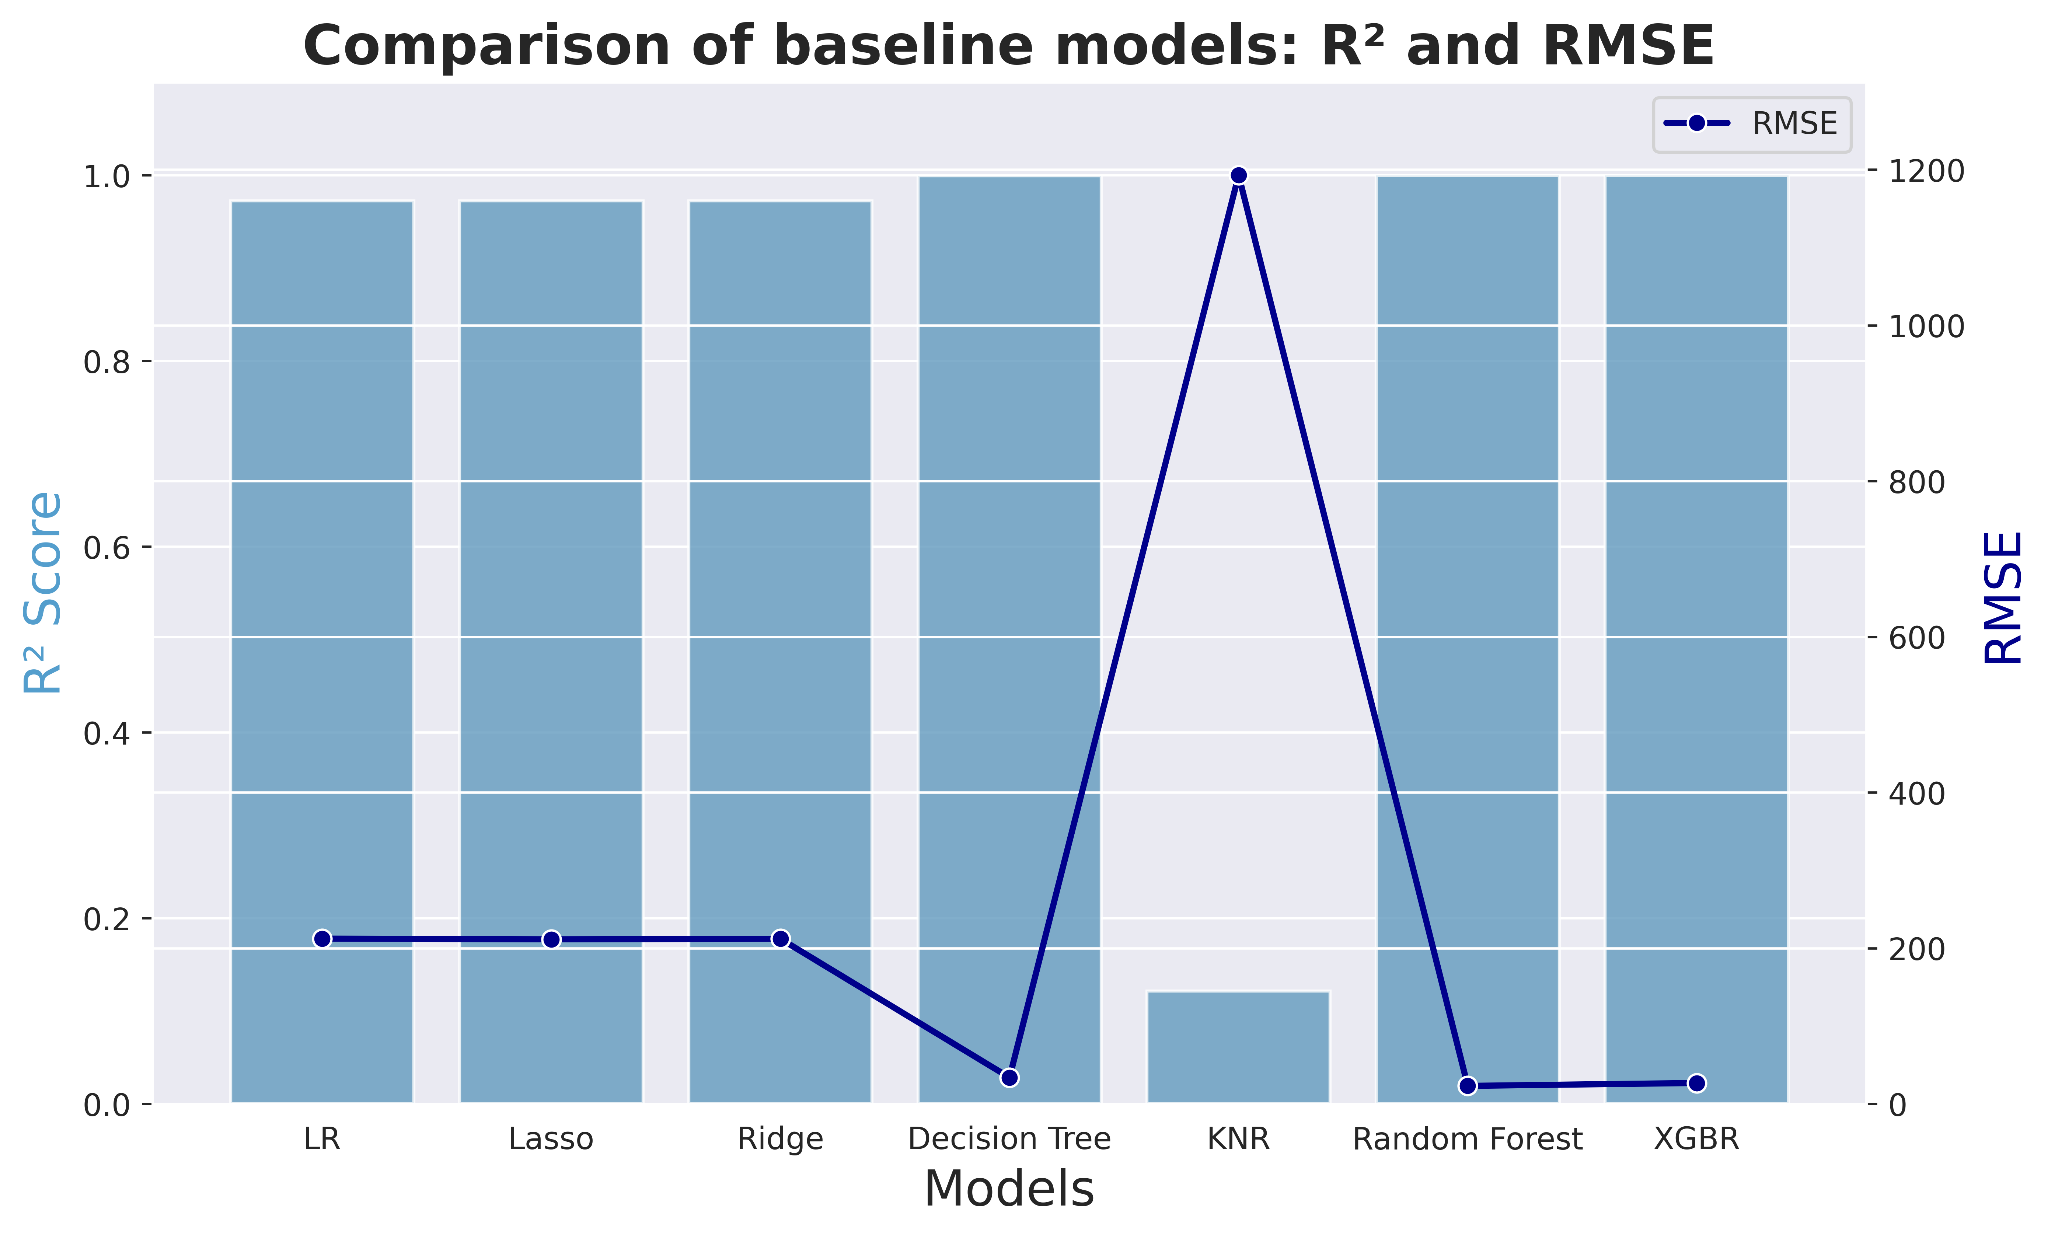 Comparison of baseline models: R² and RMSE
RMSE
R² Score
1.0
0.8
0.6
0.4
0.2
0.0
1200
1000
800
600
400
200
0
RMSE
LR
Lasso
Ridge
Decision Tree
KNR
Random Forest
XGBR
Models